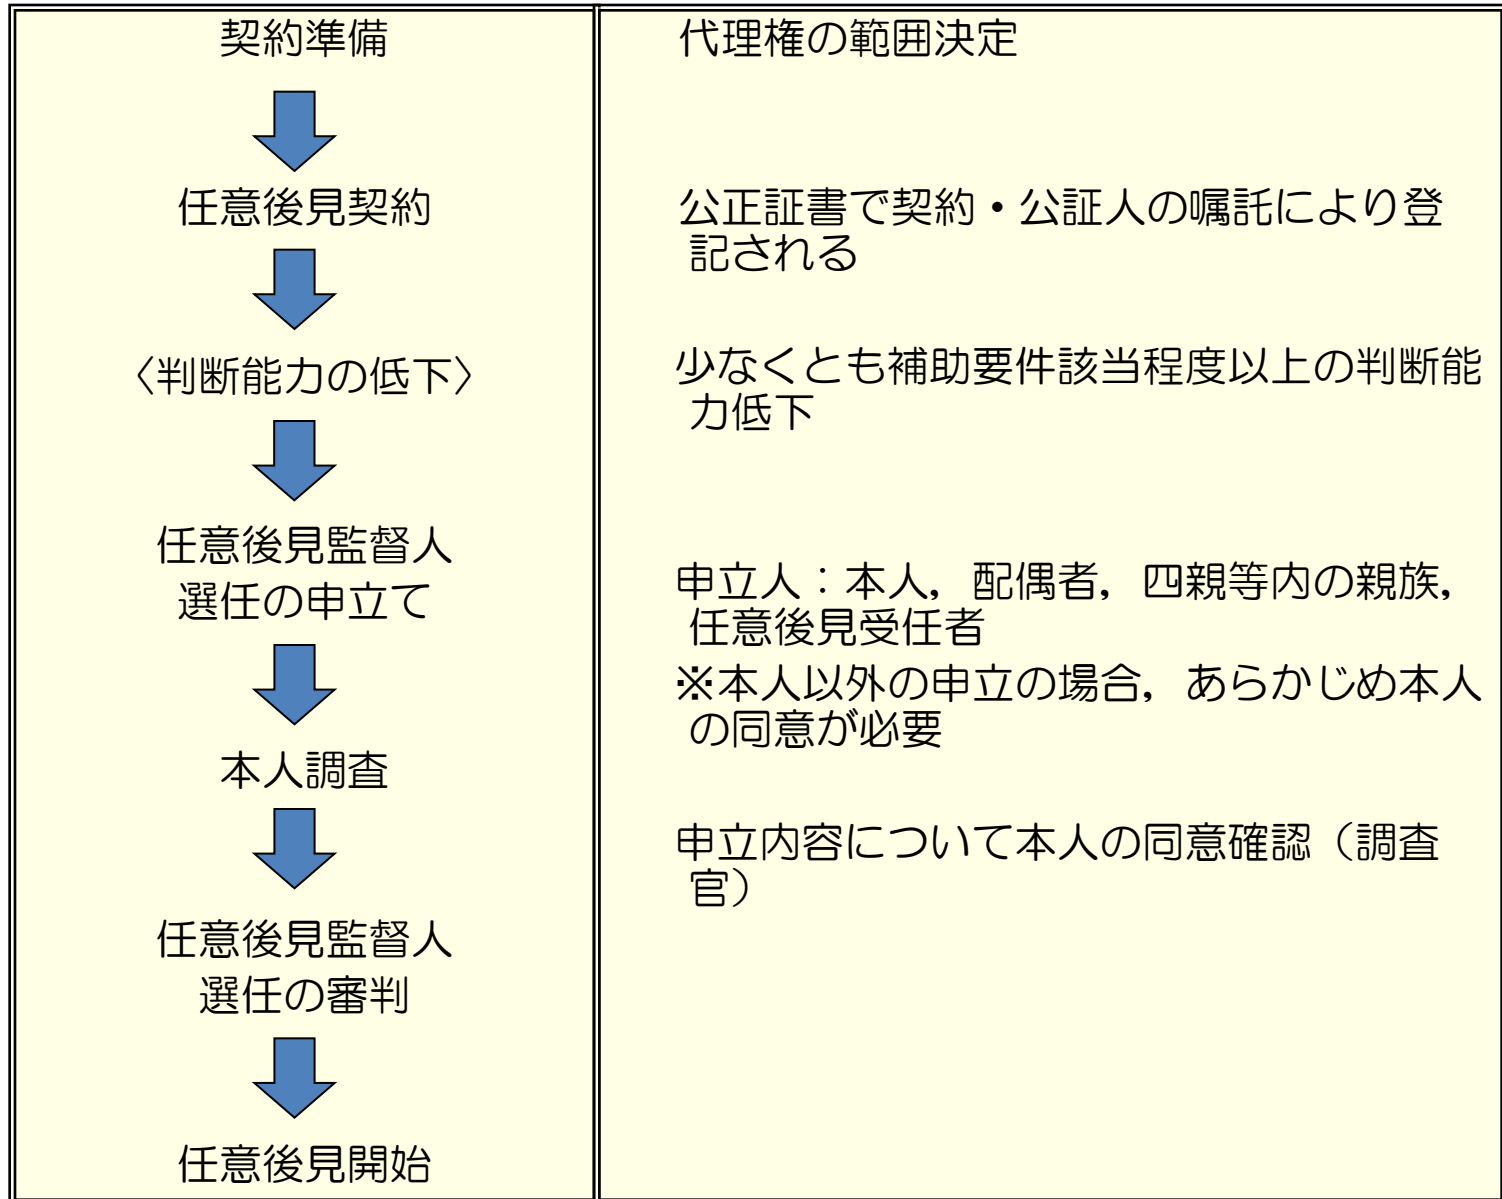 契約準備
代理権の範囲決定
任意後見契約
公正証書で契約・公証人の嘱託により登
記される
〈判断能力の低下〉
少なくとも補助要件該当程度以上の判断能
力低下
任意後見監督人
選任の申立て
申立人：本人，配偶者，四親等内の親族，
任意後見受任者
※本人以外の申立の場合，あらかじめ本人
の同意が必要
本人調査
申立内容について本人の同意確認（調査
官）
任意後見監督人
選任の審判
任意後見開始